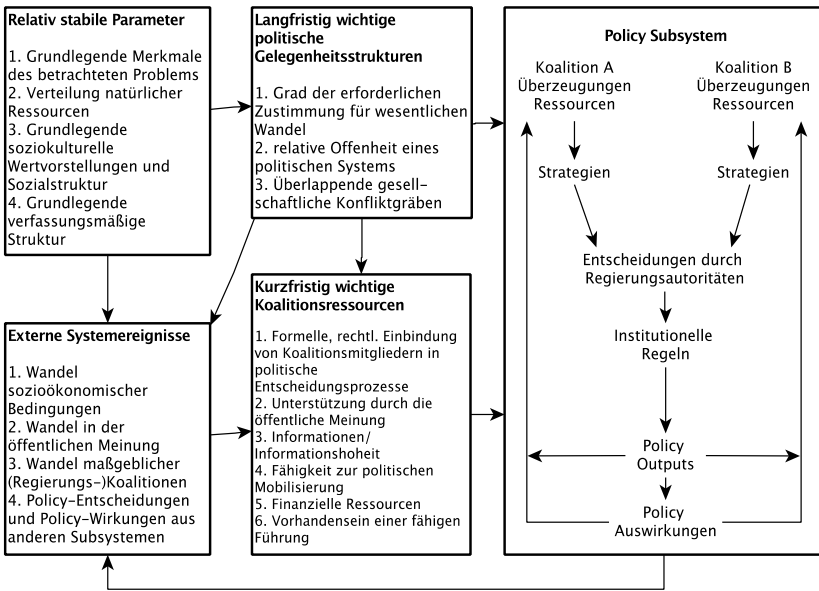 Relativ stabile Parameter
1. Grundlegende Merkmale
des betrachteten Problems
2. Verteilung natürlicher
Ressourcen
3. Grundlegende
soziokulturelle
Wertvorstellungen und
Sozialstruktur
4. Grundlegende
verfassungsmäßige
Struktur
Langfristig wichtige
politische
Gelegenheitsstrukturen
1. Grad der erforderlichen
Zustimmung für wesentlichen
Wandel
2. relative Offenheit eines
politischen Systems
3. Überlappende gesell-
schaftliche Konfliktgräben
Externe Systemereignisse
1. Wandel
sozioökonomischer
Bedingungen
2. Wandel in der
öffentlichen Meinung
3. Wandel maßgeblicher
(Regierungs-)Koalitionen
4. Policy-Entscheidungen
und Policy-Wirkungen aus
anderen Subsystemen
Kurzfristig wichtige
Koalitionsressourcen
1. Formelle, rechtl. Einbindung
von Koalitionsmitgliedern in
politische
Entscheidungsprozesse
2. Unterstützung durch die
öffentliche Meinung
3. Informationen/
Informationshoheit
4. Fähigkeit zur politischen
Mobilisierung
5. Finanzielle Ressourcen
6. Vorhandensein einer fähigen
Führung
Policy Subsystem
Koalition A
Überzeugungen
Ressourcen
Koalition B
Überzeugungen
Ressourcen
Strategien
Strategien
Entscheidungen durch
Regierungsautoritäten
Institutionelle
Regeln
Policy
Outputs
Policy
Auswirkungen